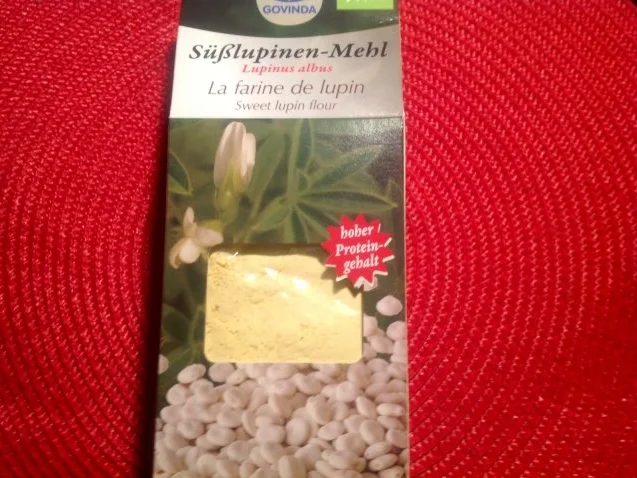 GOVINDA
Süßlupinen-Mehl
Lupinus albus
La farine de lupin
Sweet lupin flour
hoher
Protein-
gehalt